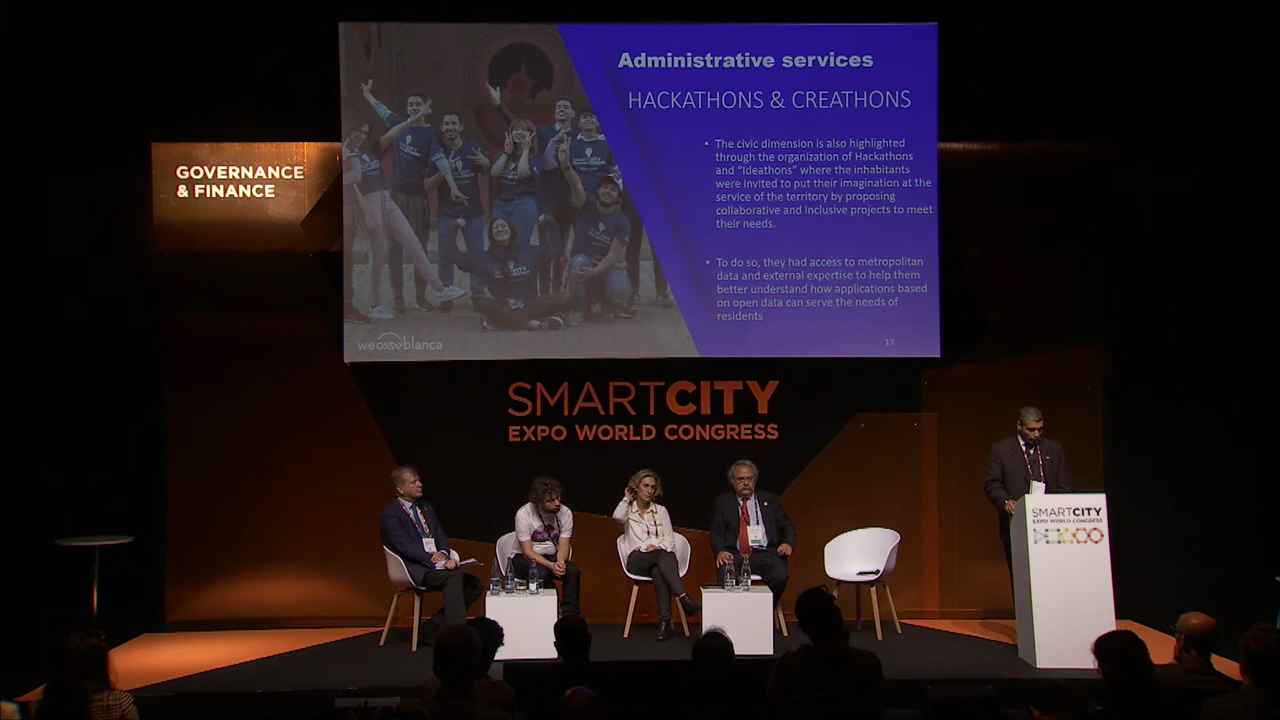 Administrative services
HACKATHONS & CREATHONS
• The civic dimension is also highlighted
through the organization of Hackathons
and “Ideathons” where the inhabitants
were invited to put their imagination at the
service of the territory by proposing
collaborative and inclusive projects to meet
their needs.
• To do so, they had access to metropolitan
data and external expertise to help them
better understand how applications based
on open data can serve the needs of
residents
wecasablanca
17
GOVERNANCE
& FINANCE
SMARTCITY
EXPO WORLD CONGRESS
SMARTCITY
EXPO WORLD CONGRESS